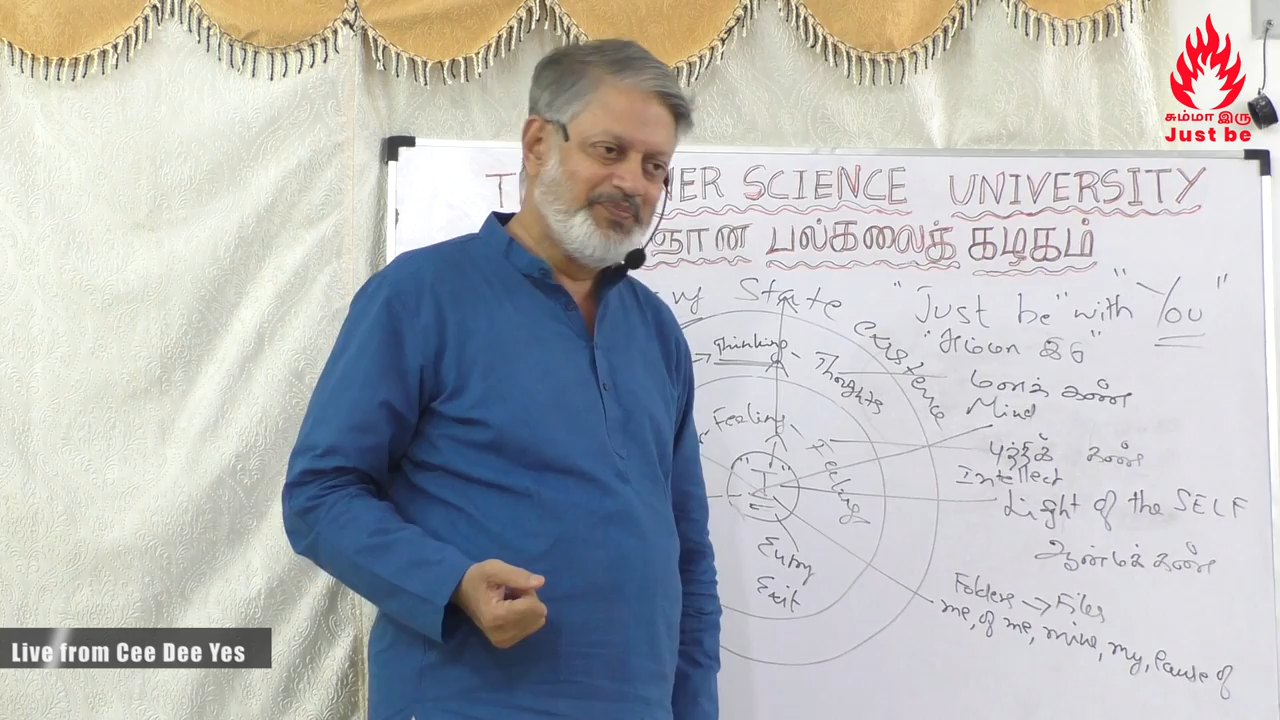 சும்மா இரு
Just be
NER SCIENCE UNIVERSITY
ஞான பல்கலைக் கழகம்
State existence
"Just be" with "You"
"சும்மா இரு"
Thinking - Thoughts
மனக் கண்
Mind
Feeling - Feeling
புத்திக் கண்
Intellect
I
Light of the SELF
ஆன்மக் கண்
Entry
Exit
Folders → Files
me, of me, mine, my, cause of
Live from Cee Dee Yes